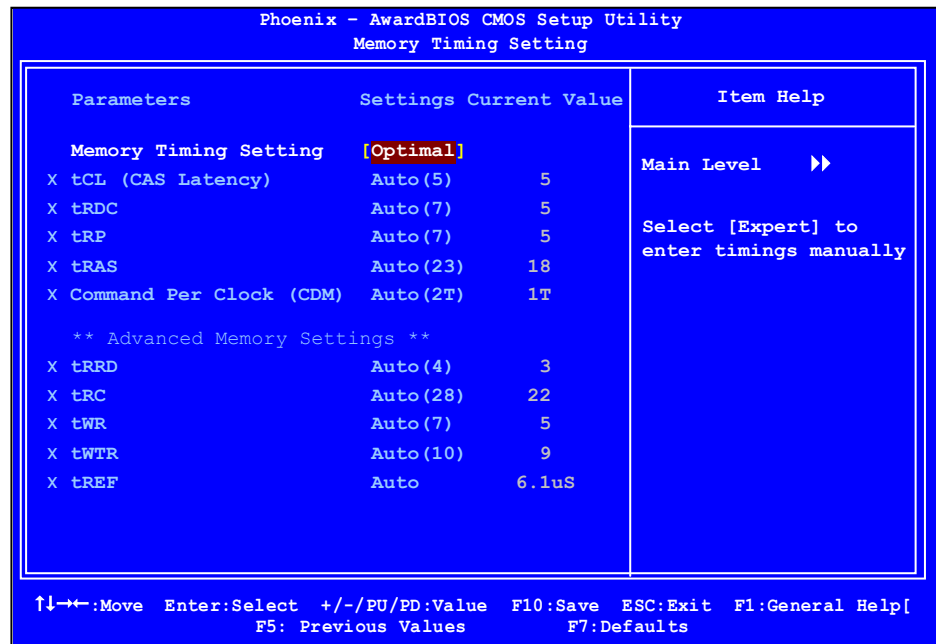 Phoenix – AwardBIOS CMOS Setup Utility
Memory Timing Setting
Parameters Settings Current Value Item Help
Memory Timing Setting [Optimal]
Main Level ▶▶
X tCL (CAS Latency) Auto(5) 5
X tRDC Auto(7) 5
Select [Expert] to
X tRP Auto(7) 5
enter timings manually
X tRAS Auto(23) 18
X Command Per Clock (CDM) Auto(2T) 1T
** Advanced Memory Settings **
X tRRD Auto(4) 3
X tRC Auto(28) 22
X tWR Auto(7) 5
X tWTR Auto(10) 9
X tREF Auto 6.1uS
↑↓→←:Move Enter:Select +/-/PU/PD:Value F10:Save ESC:Exit F1:General Help[
F5: Previous Values F7:Defaults